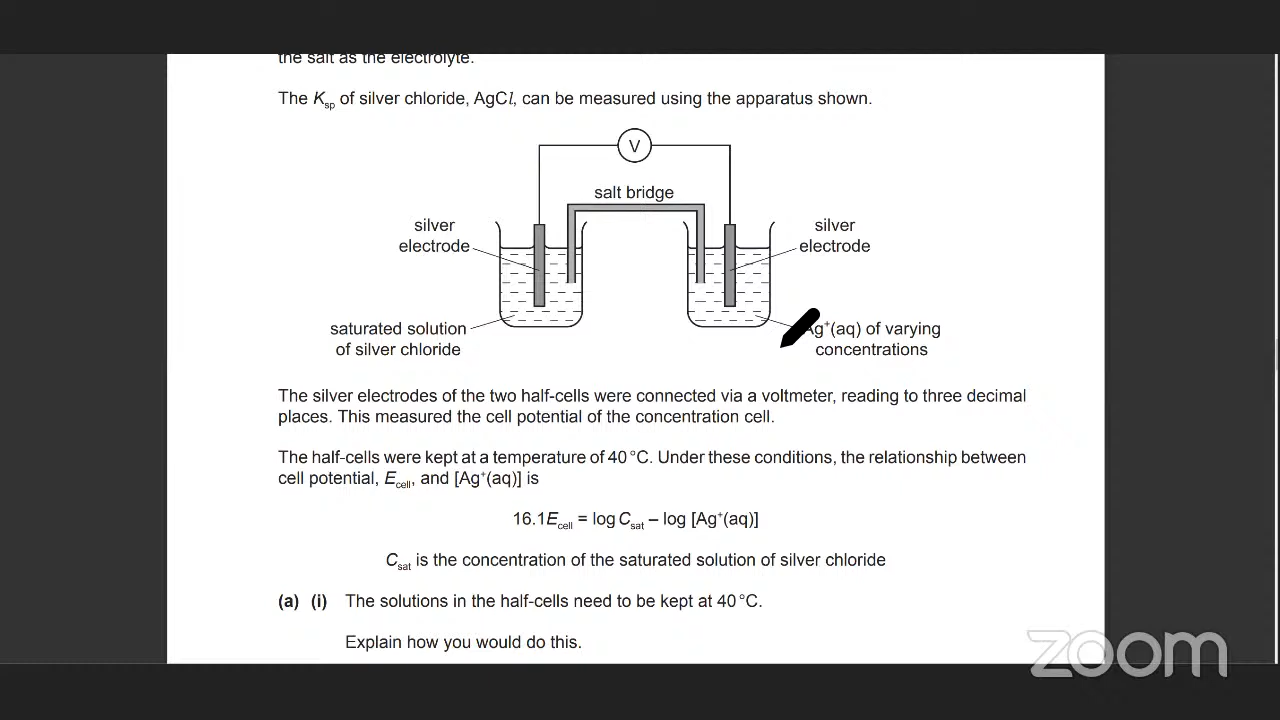 the salt as the electrolyte.
The Ksp of silver chloride, AgCl, can be measured using the apparatus shown.
V
salt bridge
silver electrode
silver electrode
saturated solution of silver chloride
Ag⁺(aq) of varying concentrations
The silver electrodes of the two half-cells were connected via a voltmeter, reading to three decimal
places. This measured the cell potential of the concentration cell.
The half-cells were kept at a temperature of 40 °C. Under these conditions, the relationship between
cell potential, Ecell, and [Ag⁺(aq)] is
16.1Ecell = log Csat – log [Ag⁺(aq)]
Csat is the concentration of the saturated solution of silver chloride
(a) (i) The solutions in the half-cells need to be kept at 40 °C.
Explain how you would do this.
zoom